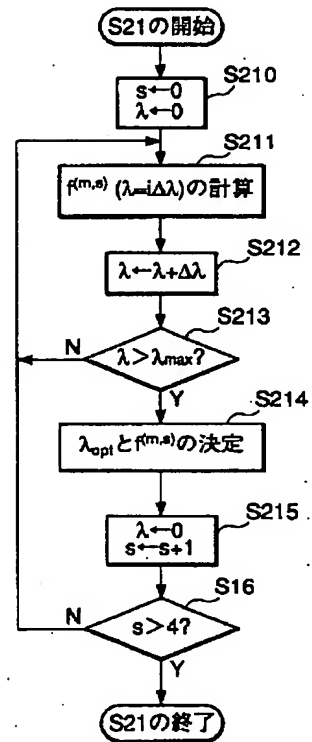 S21の開始
S210
s←0
λ←0
S211
f(m,s) (λ=iΔλ)の計算
S212
λ←λ+Δλ
S213
N
λ>λmax?
Y
S214
λoptとf(m,s)の決定
S215
λ←0
s←s+1
S16
N
s>4?
Y
S21の終了